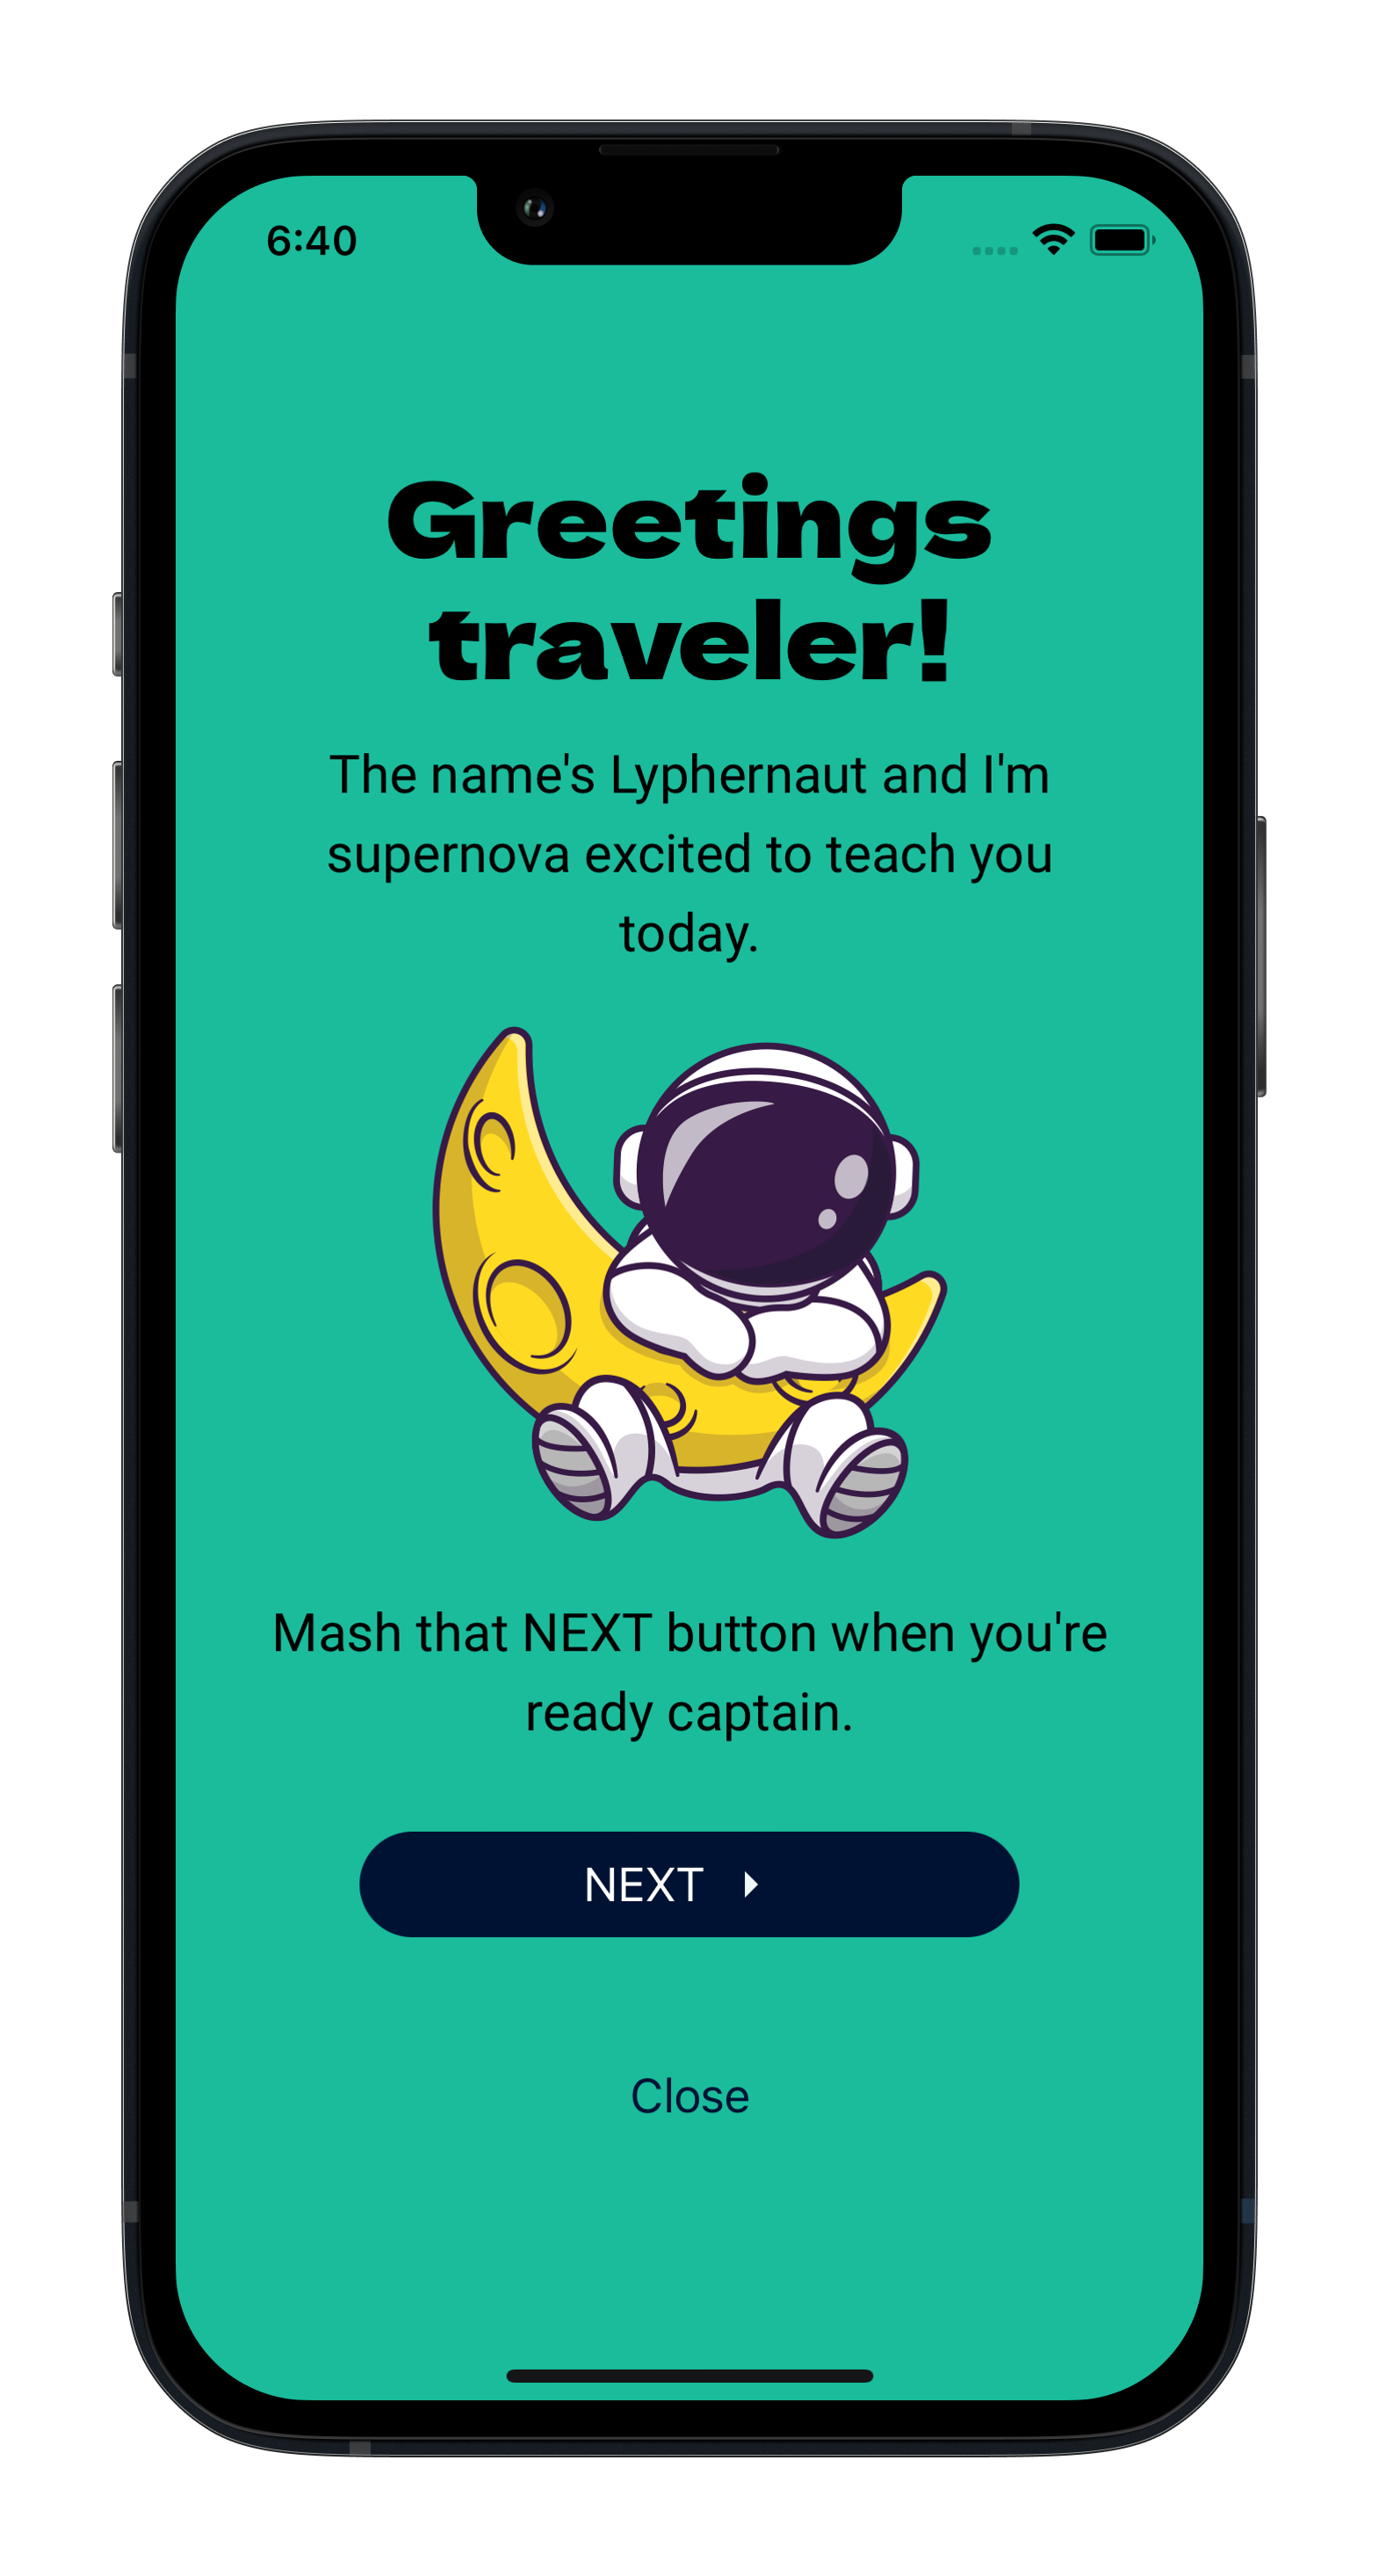 6:40
Greetings
traveler!
The name's Lyphernaut and I'm
supernova excited to teach you
today.
Mash that NEXT button when you're
ready captain.
NEXT
Close